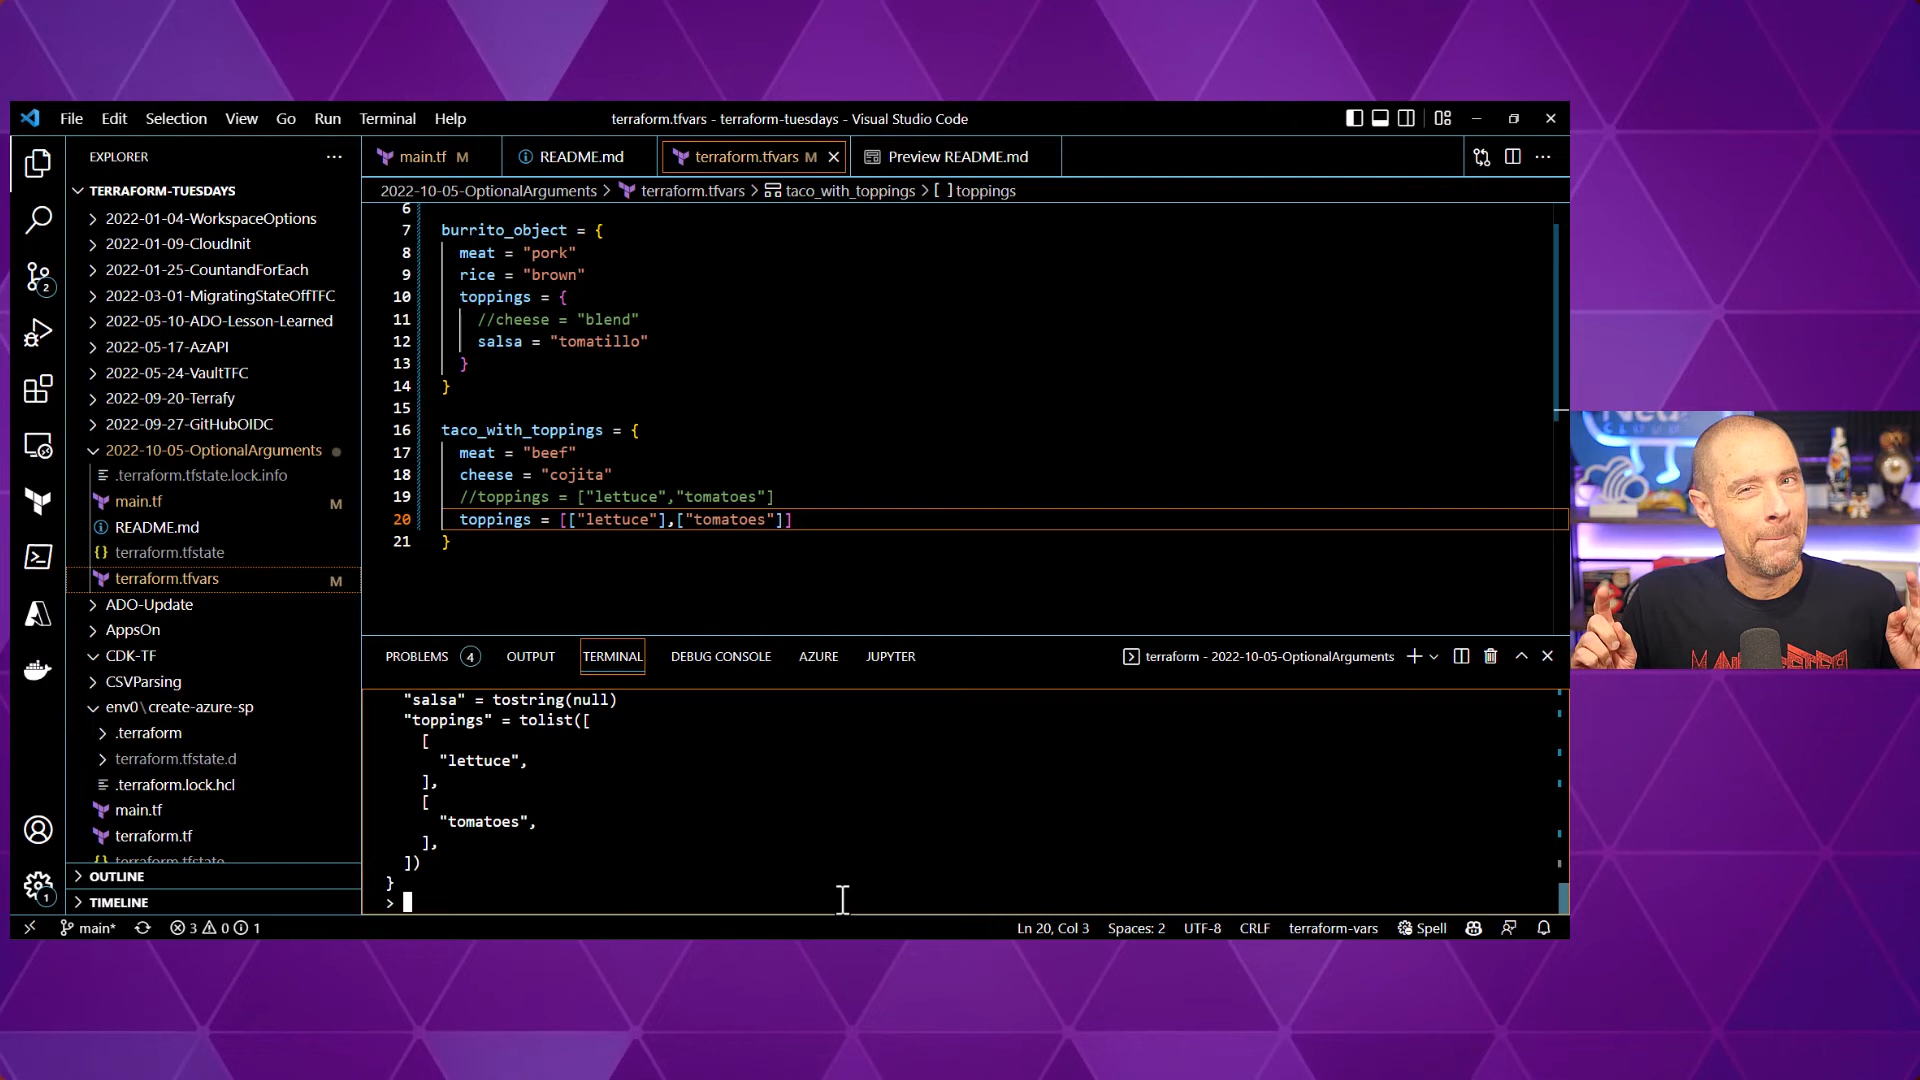 File Edit Selection View Go Run Terminal Help
terraform.tfvars - terraform-tuesdays - Visual Studio Code
EXPLORER
TERRAFORM-TUESDAYS
2022-01-04-WorkspaceOptions
2022-01-09-CloudInit
2022-01-25-CountandForEach
2022-03-01-MigratingStateOffTFC
2022-05-10-ADO-Lesson-Learned
2022-05-17-AzAPI
2022-05-24-VaultTFC
2022-09-20-Terrafy
2022-09-27-GitHubOIDC
2022-10-05-OptionalArguments
.terraform.tfstate.lock.info
main.tf M
README.md
terraform.tfstate
terraform.tfvars M
ADO-Update
AppsOn
CDK-TF
CSVParsing
env0\create-azure-sp
.terraform
terraform.tfstate.d
.terraform.lock.hcl
main.tf
terraform.tf
terraform.tfstate
OUTLINE
TIMELINE
2
1
main.tf M
README.md
terraform.tfvars M
Preview README.md
2022-10-05-OptionalArguments > terraform.tfvars > taco_with_toppings > [ ] toppings
6
7 burrito_object = {
8 meat = "pork"
9 rice = "brown"
10 toppings = {
11 //cheese = "blend"
12 salsa = "tomatillo"
13 }
14 }
15
16 taco_with_toppings = {
17 meat = "beef"
18 cheese = "cojita"
19 //toppings = ["lettuce","tomatoes"]
20 toppings = [["lettuce"],["tomatoes"]]
21 }
PROBLEMS 4 OUTPUT TERMINAL DEBUG CONSOLE AZURE JUPYTER
terraform - 2022-10-05-OptionalArguments
"salsa" = tostring(null)
"toppings" = tolist([
[
"lettuce",
],
[
"tomatoes",
],
])
}
>
main* 3 0 1
Ln 20, Col 3 Spaces: 2 UTF-8 CRLF terraform-vars Spell